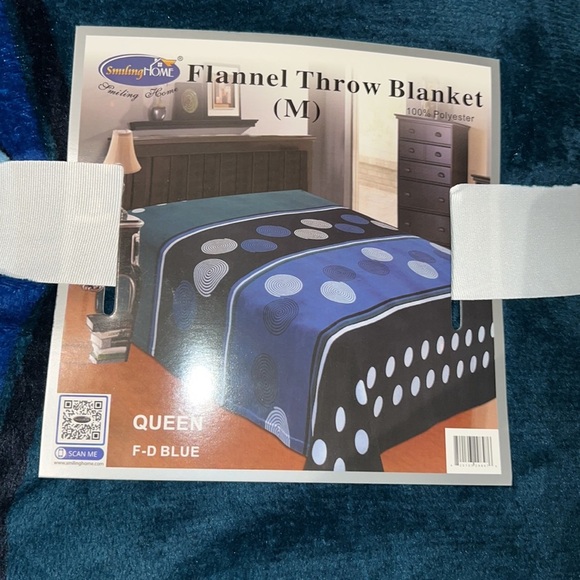 SmilingHOME
Smiling Home
Flannel Throw Blanket
(M)
100% Polyester
QUEEN
F-D BLUE
SCAN ME
www.smilinghome.com